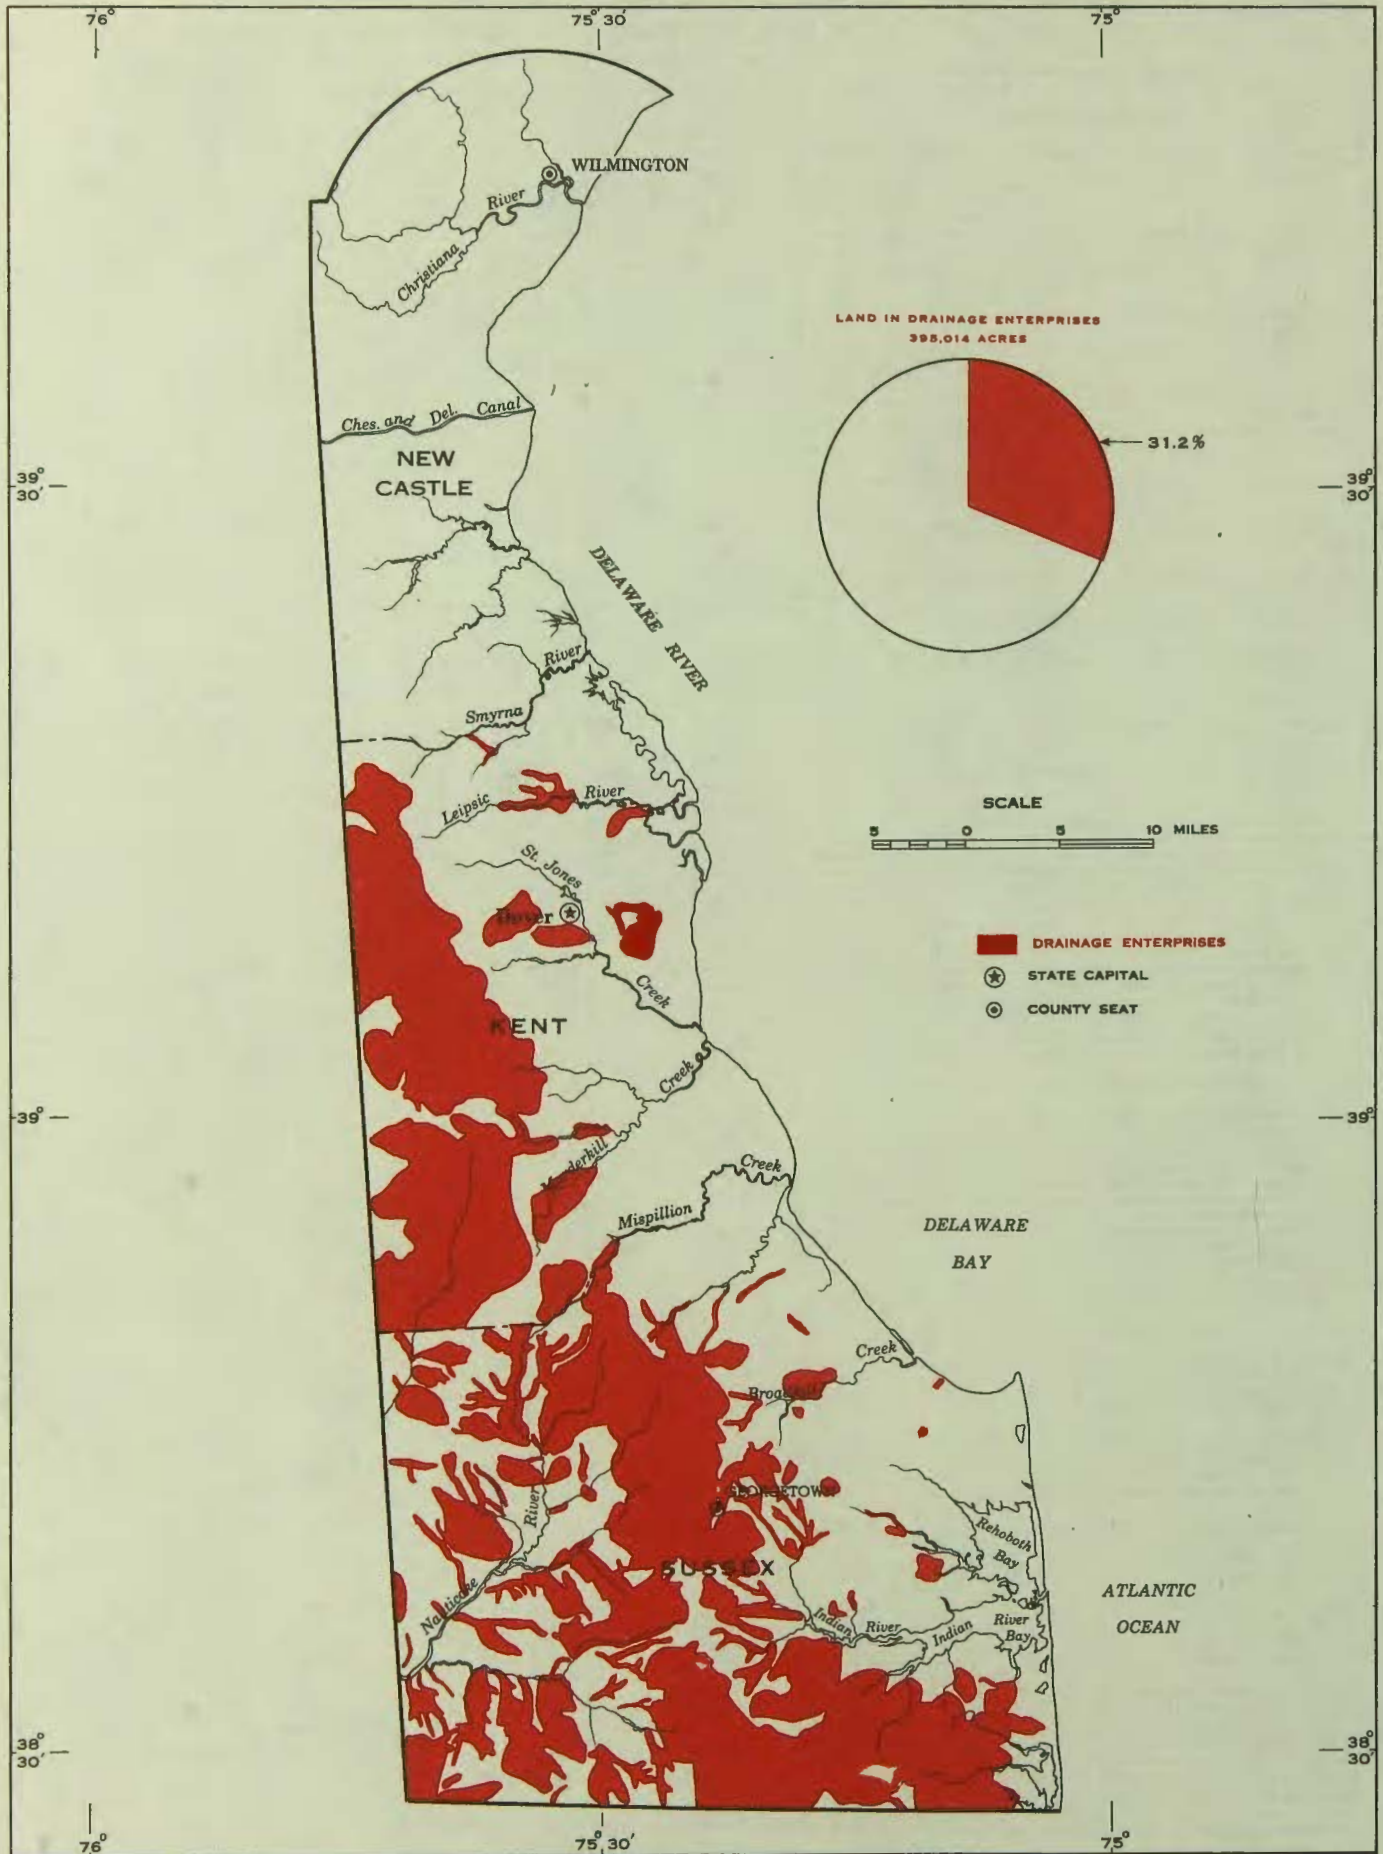 76°
75° 30'
75°
WILMINGTON
River
Christiana
LAND IN DRAINAGE ENTERPRISES
395,014 ACRES
31.2%
Ches. and Del. Canal
NEW
CASTLE
39°
30'
39°
30'
DELAWARE RIVER
River
Smyrna
SCALE
5 0 5 10 MILES
Leipsic River
St. Jones
Dover
DRAINAGE ENTERPRISES
STATE CAPITAL
COUNTY SEAT
Creek
KENT
Creek
39°
39°
Creek
Mispillion
DELAWARE
BAY
Creek
GEORGETOWN
River
Rehoboth
Bay
SUSSEX
Nanticoke
ATLANTIC
OCEAN
Indian River
Indian
River
Bay
38°
30'
38°
30'
76°
75° 30'
75°